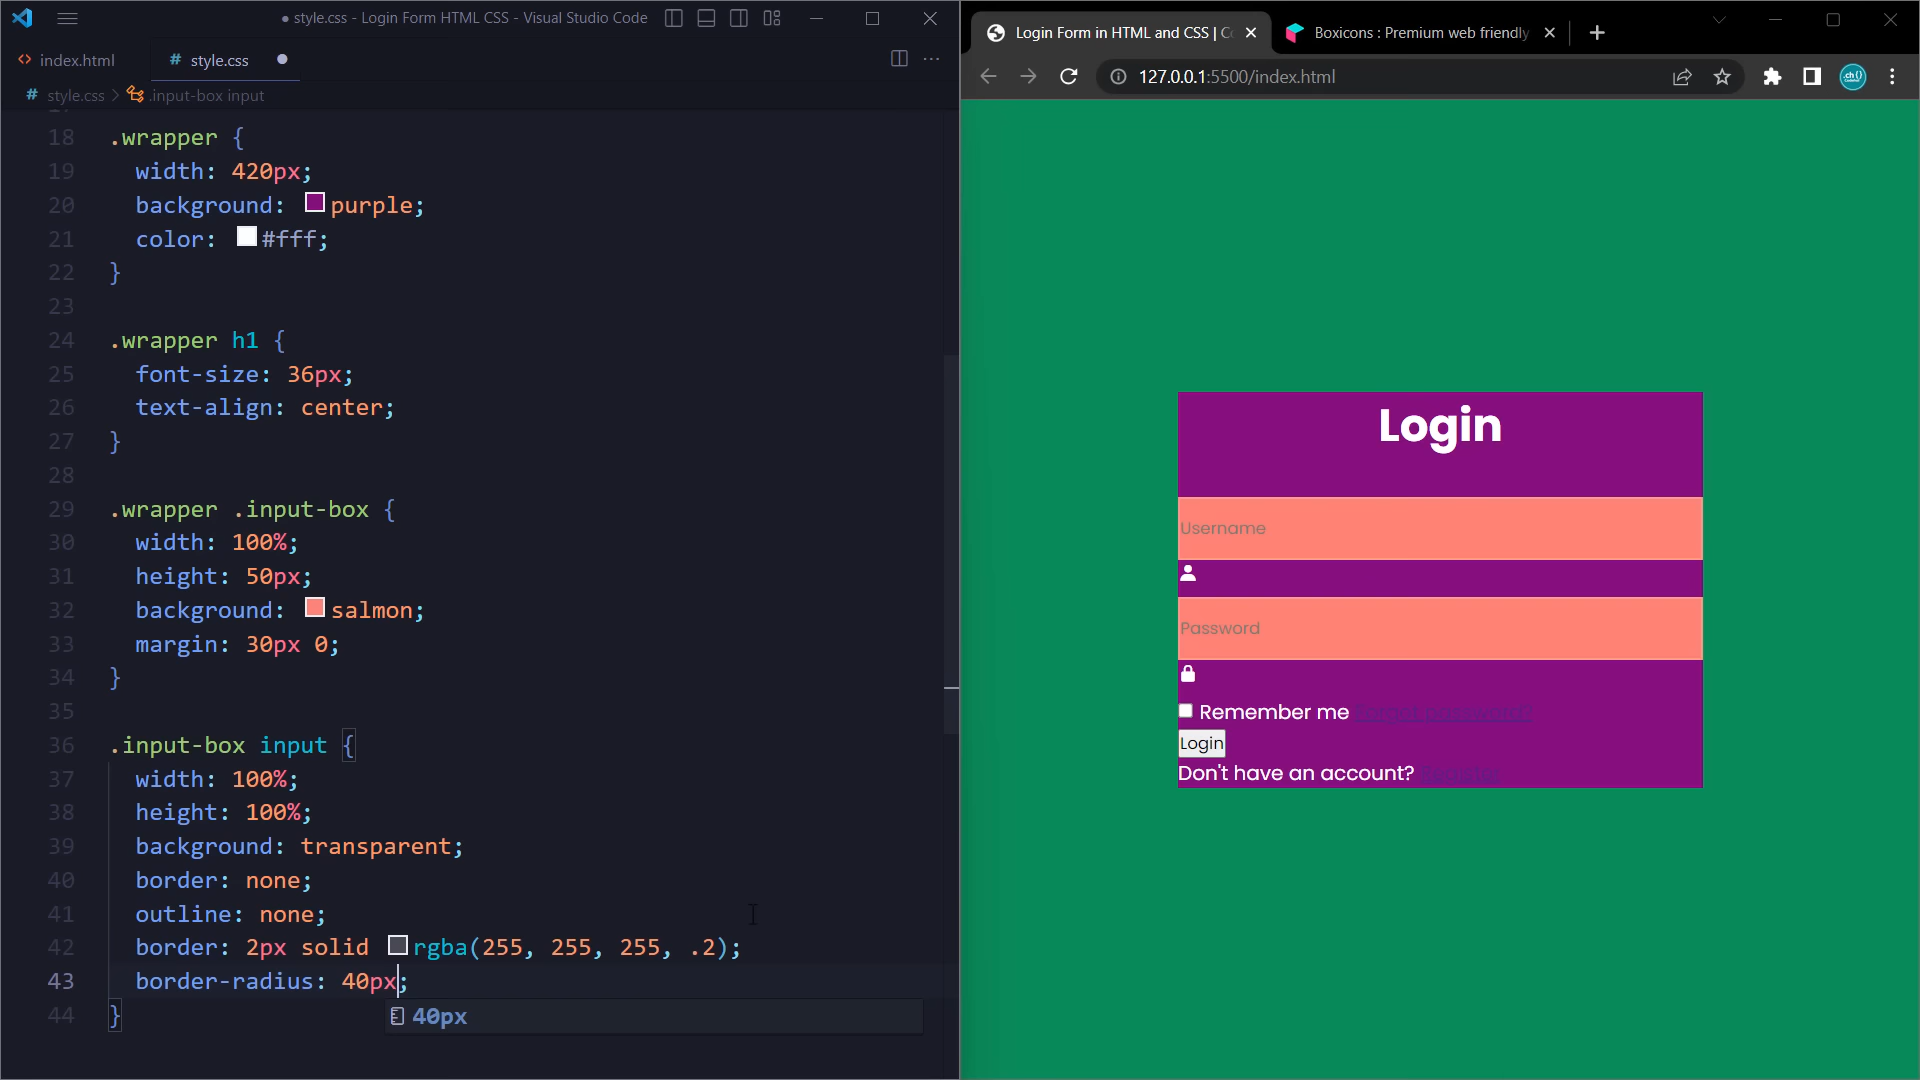 style.css - Login Form HTML CSS - Visual Studio Code
index.html
# style.css
# style.css > .input-box input
18 .wrapper {
19 width: 420px;
20 background: purple;
21 color: #fff;
22 }
23
24 .wrapper h1 {
25 font-size: 36px;
26 text-align: center;
27 }
28
29 .wrapper .input-box {
30 width: 100%;
31 height: 50px;
32 background: salmon;
33 margin: 30px 0;
34 }
35
36 .input-box input {
37 width: 100%;
38 height: 100%;
39 background: transparent;
40 border: none;
41 outline: none;
42 border: 2px solid rgba(255, 255, 255, .2);
43 border-radius: 40px;
44 }
40px
Login Form in HTML and CSS |
Boxicons : Premium web friendly
127.0.0.1:5500/index.html
Login
Username
Password
Remember me Forgot password?
Login
Don't have an account? Register